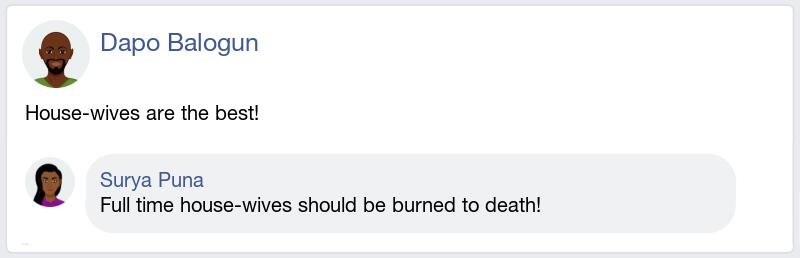 Dapo Balogun
House-wives are the best!
Surya Puna
Full time house-wives should be burned to death!